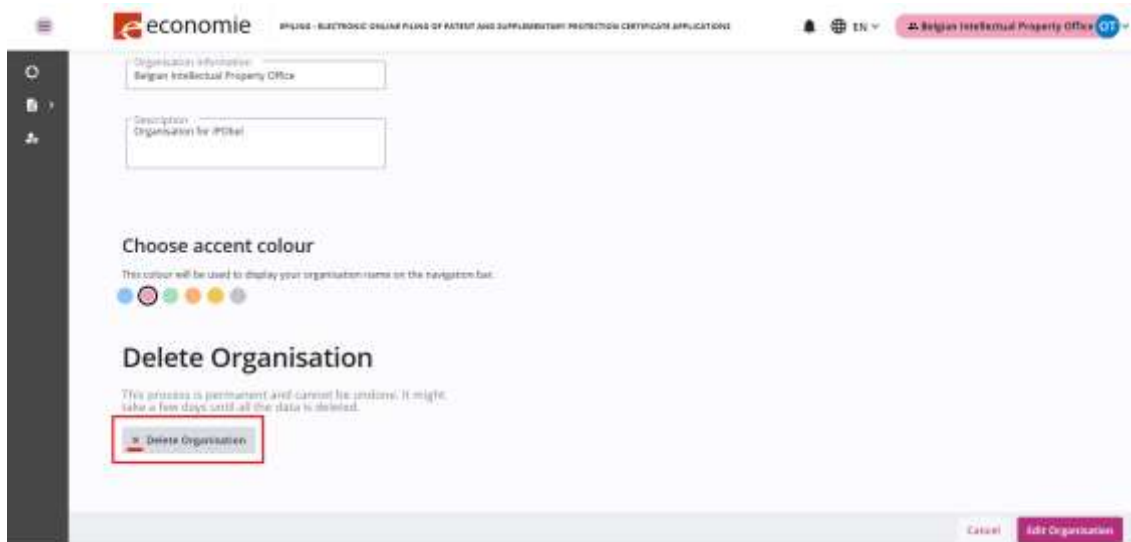 economie
EPILING - ELECTRONIC ONLINE FILING OF PATENT AND SUPPLEMENTARY PROTECTION CERTIFICATE APPLICATIONS
EN
Belgian Intellectual Property Office
OT
Organisation information
Belgian Intellectual Property Office
Description
Organisation for
Choose accent colour
This colour will be used to display your organisation name on the navigation bar.
Delete Organisation
This process is permanent and cannot be undone. It might
take a few days until all the data is deleted.
Delete Organisation
Cancel
Edit Organisation